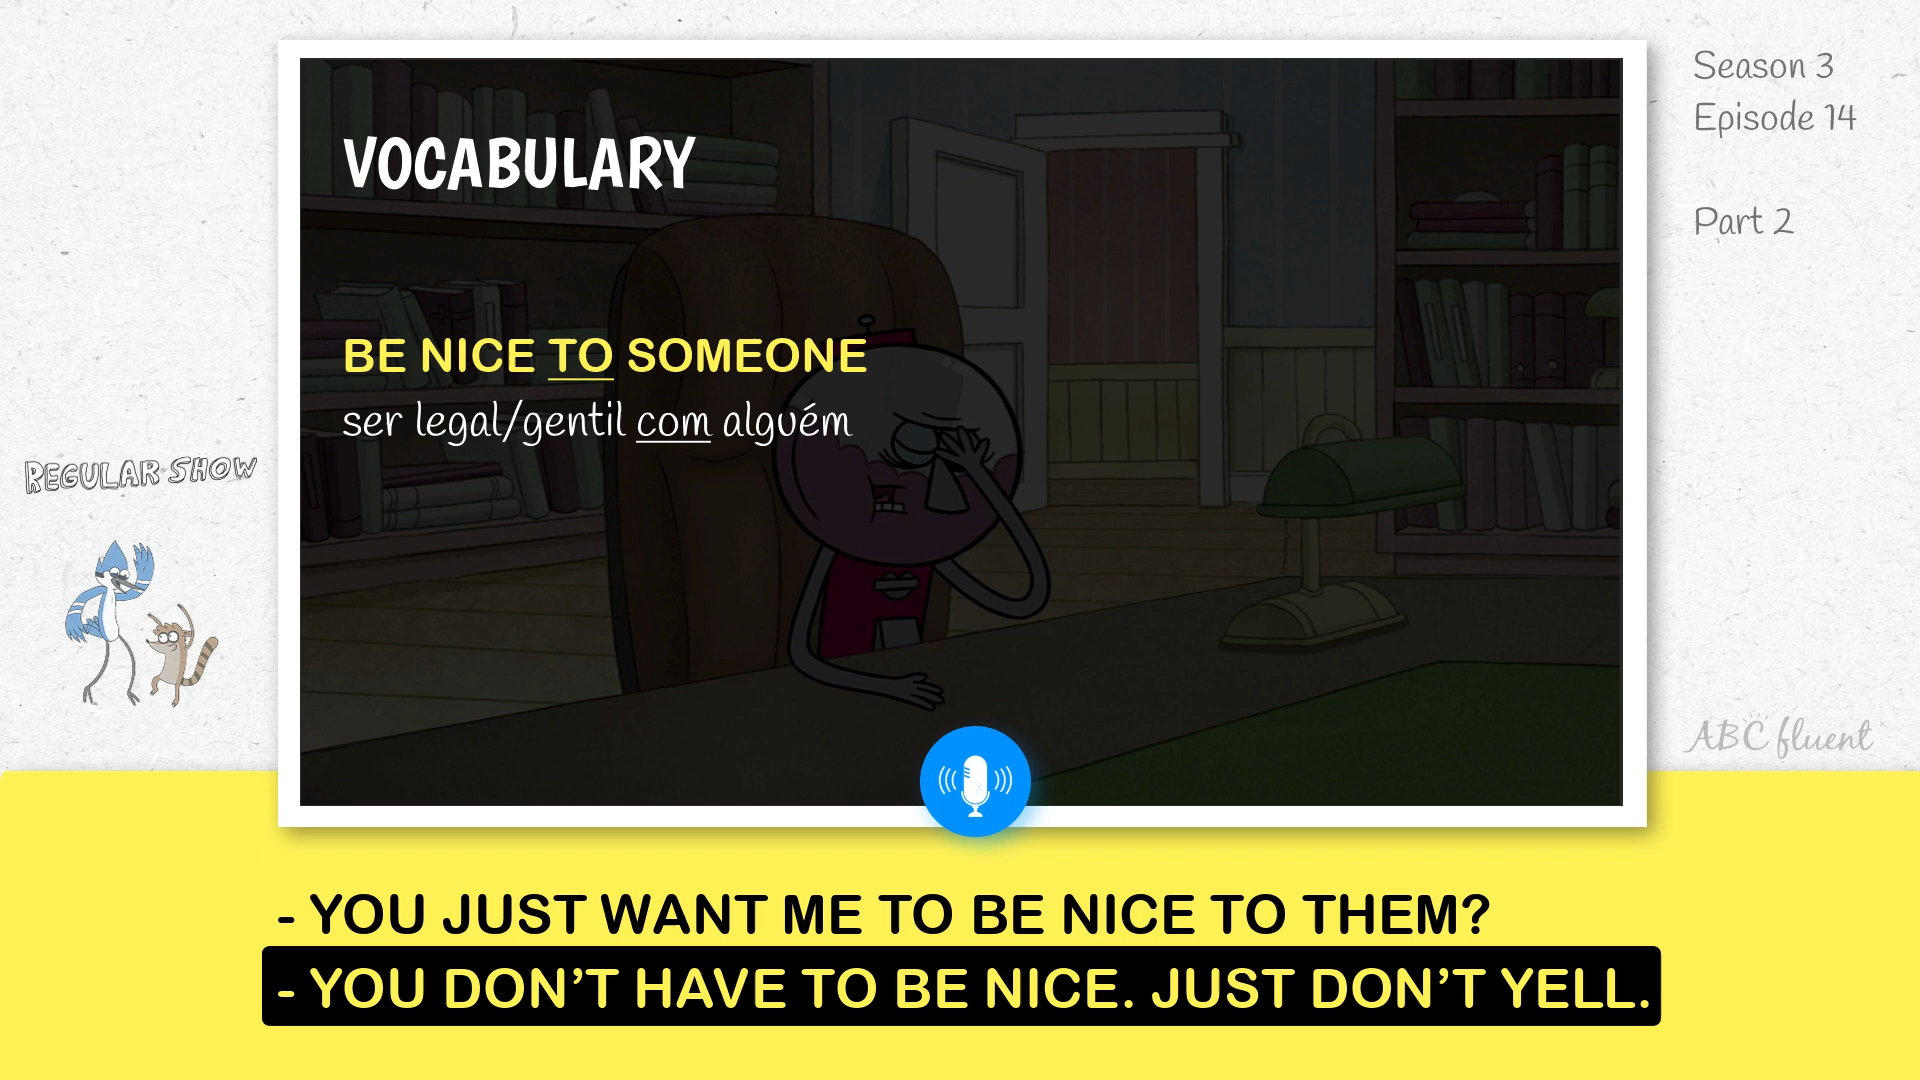 Season 3
Episode 14
Part 2
VOCABULARY
BE NICE TO SOMEONE
ser legal/gentil com alguém
REGULAR SHOW
ABC fluent
- YOU JUST WANT ME TO BE NICE TO THEM?
- YOU DON’T HAVE TO BE NICE. JUST DON’T YELL.